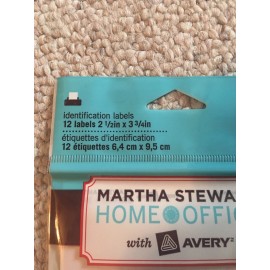 identification labels
12 labels 2 ½in x 3 ¾in
étiquettes d'identification
12 étiquettes 6,4 cm x 9,5 cm
MARTHA STEWA
HOME OFFIC
with AVERY